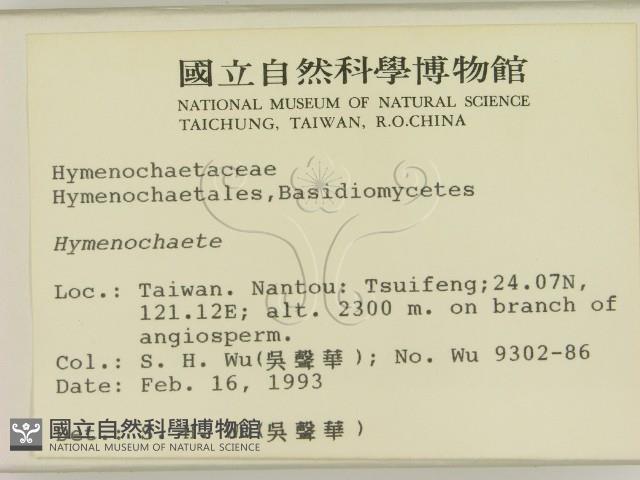 國立自然科學博物館
NATIONAL MUSEUM OF NATURAL SCIENCE
TAICHUNG, TAIWAN, R.O.CHINA
Hymenochaetaceae
Hymenochaetales,Basidiomycetes
Hymenochaete
Loc.: Taiwan. Nantou: Tsuifeng;24.07N,
121.12E; alt. 2300 m. on branch of
angiosperm.
Col.: S. H. Wu(吳聲華); No. Wu 9302-86
Date: Feb. 16, 1993
(吳聲華)
國立自然科學博物館
NATIONAL MUSEUM OF NATURAL SCIENCE